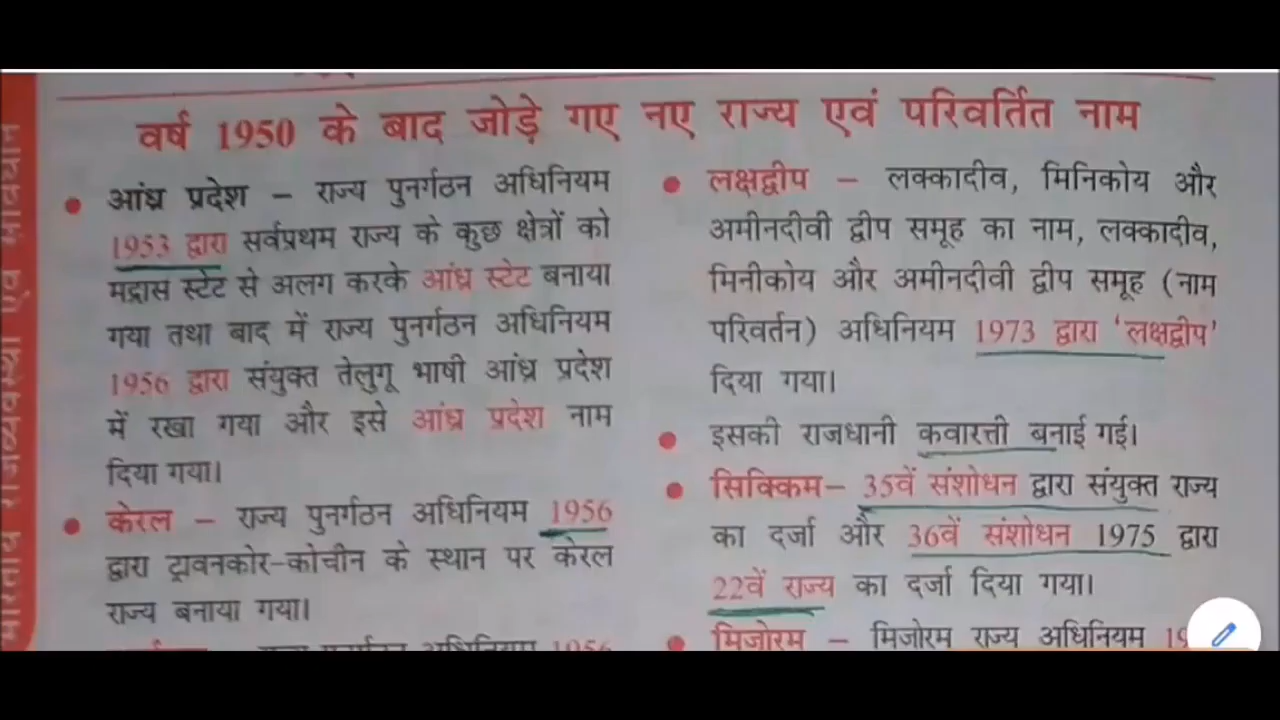 वर्ष 1950 के बाद जोड़े गए नए राज्य एवं परिवर्तित नाम
• आंध्र प्रदेश – राज्य पुनर्गठन अधिनियम
1953 द्वारा सर्वप्रथम राज्य के कुछ क्षेत्रों को
मद्रास स्टेट से अलग करके आंध्र स्टेट बनाया
गया तथा बाद में राज्य पुनर्गठन अधिनियम
1956 द्वारा संयुक्त तेलुगू भाषी आंध्र प्रदेश
में रखा गया और इसे आंध्र प्रदेश नाम
दिया गया।
• केरल – राज्य पुनर्गठन अधिनियम 1956
द्वारा ट्रावनकोर-कोचीन के स्थान पर केरल
राज्य बनाया गया।
• लक्षद्वीप – लक्कादीव, मिनिकोय और
अमीनदीवी द्वीप समूह का नाम, लक्कादीव,
मिनीकोय और अमीनदीवी द्वीप समूह (नाम
परिवर्तन) अधिनियम 1973 द्वारा ‘लक्षद्वीप’
दिया गया।
• इसकी राजधानी कवारत्ती बनाई गई।
• सिक्किम– 35वें संशोधन द्वारा संयुक्त राज्य
का दर्जा और 36वें संशोधन 1975 द्वारा
22वें राज्य का दर्जा दिया गया।
• मिजोरम – मिजोरम राज्य अधिनियम